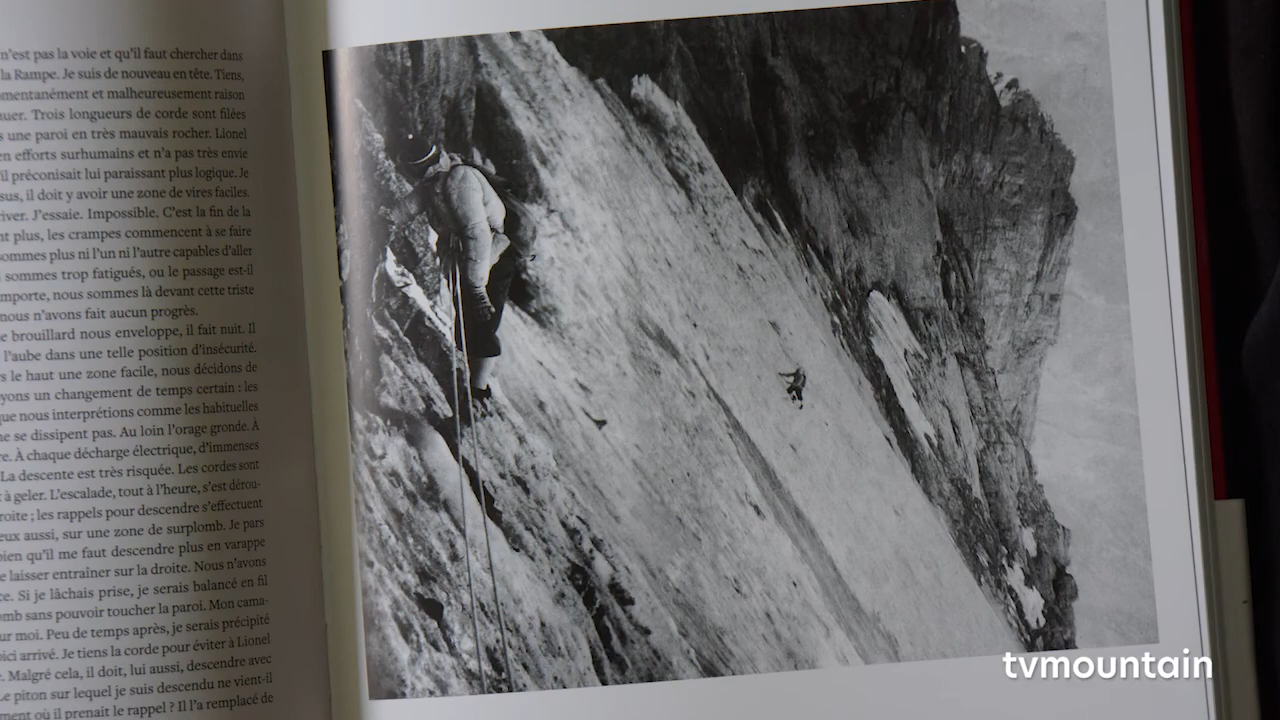 n'est pas la voie et qu'il faut chercher dans
la Rampe. Je suis de nouveau en tête. Tiens,
omentanément et malheureusement raison
uer. Trois longueurs de corde sont filées
s une paroi en très mauvais rocher. Lionel
en efforts surhumains et n'a pas très envie
'il préconisait lui paraissant plus logique. Je
sus, il doit y avoir une zone de vires faciles.
river. J'essaie. Impossible. C'est la fin de la
nt plus, les crampes commencent à se faire
sommes plus ni l'un ni l'autre capables d'aller
sommes trop fatigués, ou le passage est-il
mporte, nous sommes là devant cette triste
nous n'avons fait aucun progrès.
e brouillard nous enveloppe, il fait nuit. Il
l'aube dans une telle position d'insécurité.
s le haut une zone facile, nous décidons de
yons un changement de temps certain : les
que nous interprétions comme les habituelles
ne se dissipent pas. Au loin l'orage gronde. À
re. À chaque décharge électrique, d'immenses
La descente est très risquée. Les cordes sont
t à geler. L'escalade, tout à l'heure, s'est dérou-
roite ; les rappels pour descendre s'effectuent
eux aussi, sur une zone de surplomb. Je pars
bien qu'il me faut descendre plus en varappe
e laisser entraîner sur la droite. Nous n'avons
ce. Si je lâchais prise, je serais balancé en fil
omb sans pouvoir toucher la paroi. Mon cama-
ur moi. Peu de temps après, je serais précipité
oici arrivé. Je tiens la corde pour éviter à Lionel
e. Malgré cela, il doit, lui aussi, descendre avec
Le piton sur lequel je suis descendu ne vient-il
ment où il prenait le rappel ? Il l'a remplacé de
tvmountain